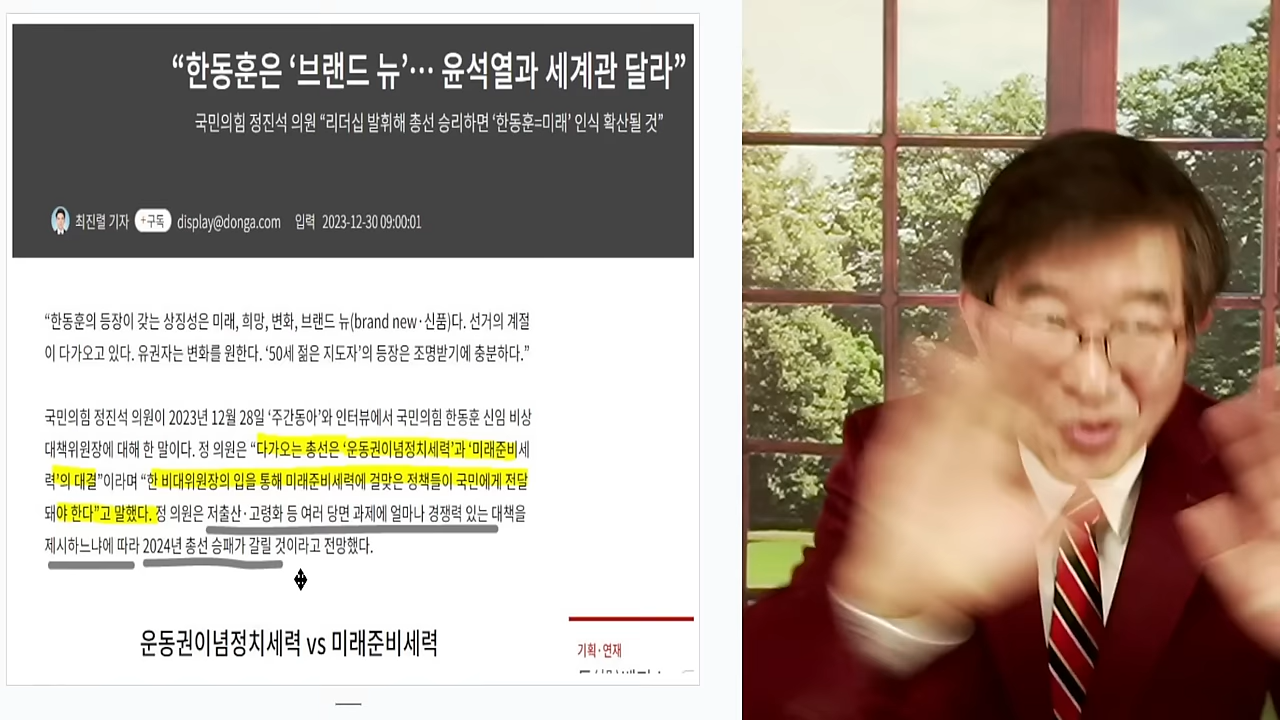 “한동훈은 ‘브랜드 뉴’… 윤석열과 세계관 달라”
국민의힘 정진석 의원 “리더십 발휘해 총선 승리하면 ‘한동훈=미래’ 인식 확산될 것”
최진렬 기자 +구독 display@donga.com 입력 2023-12-30 09:00:01
“한동훈의 등장이 갖는 상징성은 미래, 희망, 변화, 브랜드 뉴(brand new·신품)다. 선거의 계절
이 다가오고 있다. 유권자는 변화를 원한다. ‘50세 젊은 지도자’의 등장은 조명받기에 충분하다.”
국민의힘 정진석 의원이 2023년 12월 28일 ‘주간동아’와 인터뷰에서 국민의힘 한동훈 신임 비상
대책위원장에 대해 한 말이다. 정 의원은 “다가오는 총선은 ‘운동권이념정치세력’과 ‘미래준비세
력’의 대결”이라며 “한 비대위원장의 입을 통해 미래준비세력에 걸맞은 정책들이 국민에게 전달
돼야 한다”고 말했다. 정 의원은 저출산·고령화 등 여러 당면 과제에 얼마나 경쟁력 있는 대책을
제시하느냐에 따라 2024년 총선 승패가 갈릴 것이라고 전망했다.
운동권이념정치세력 vs 미래준비세력
기획·연재